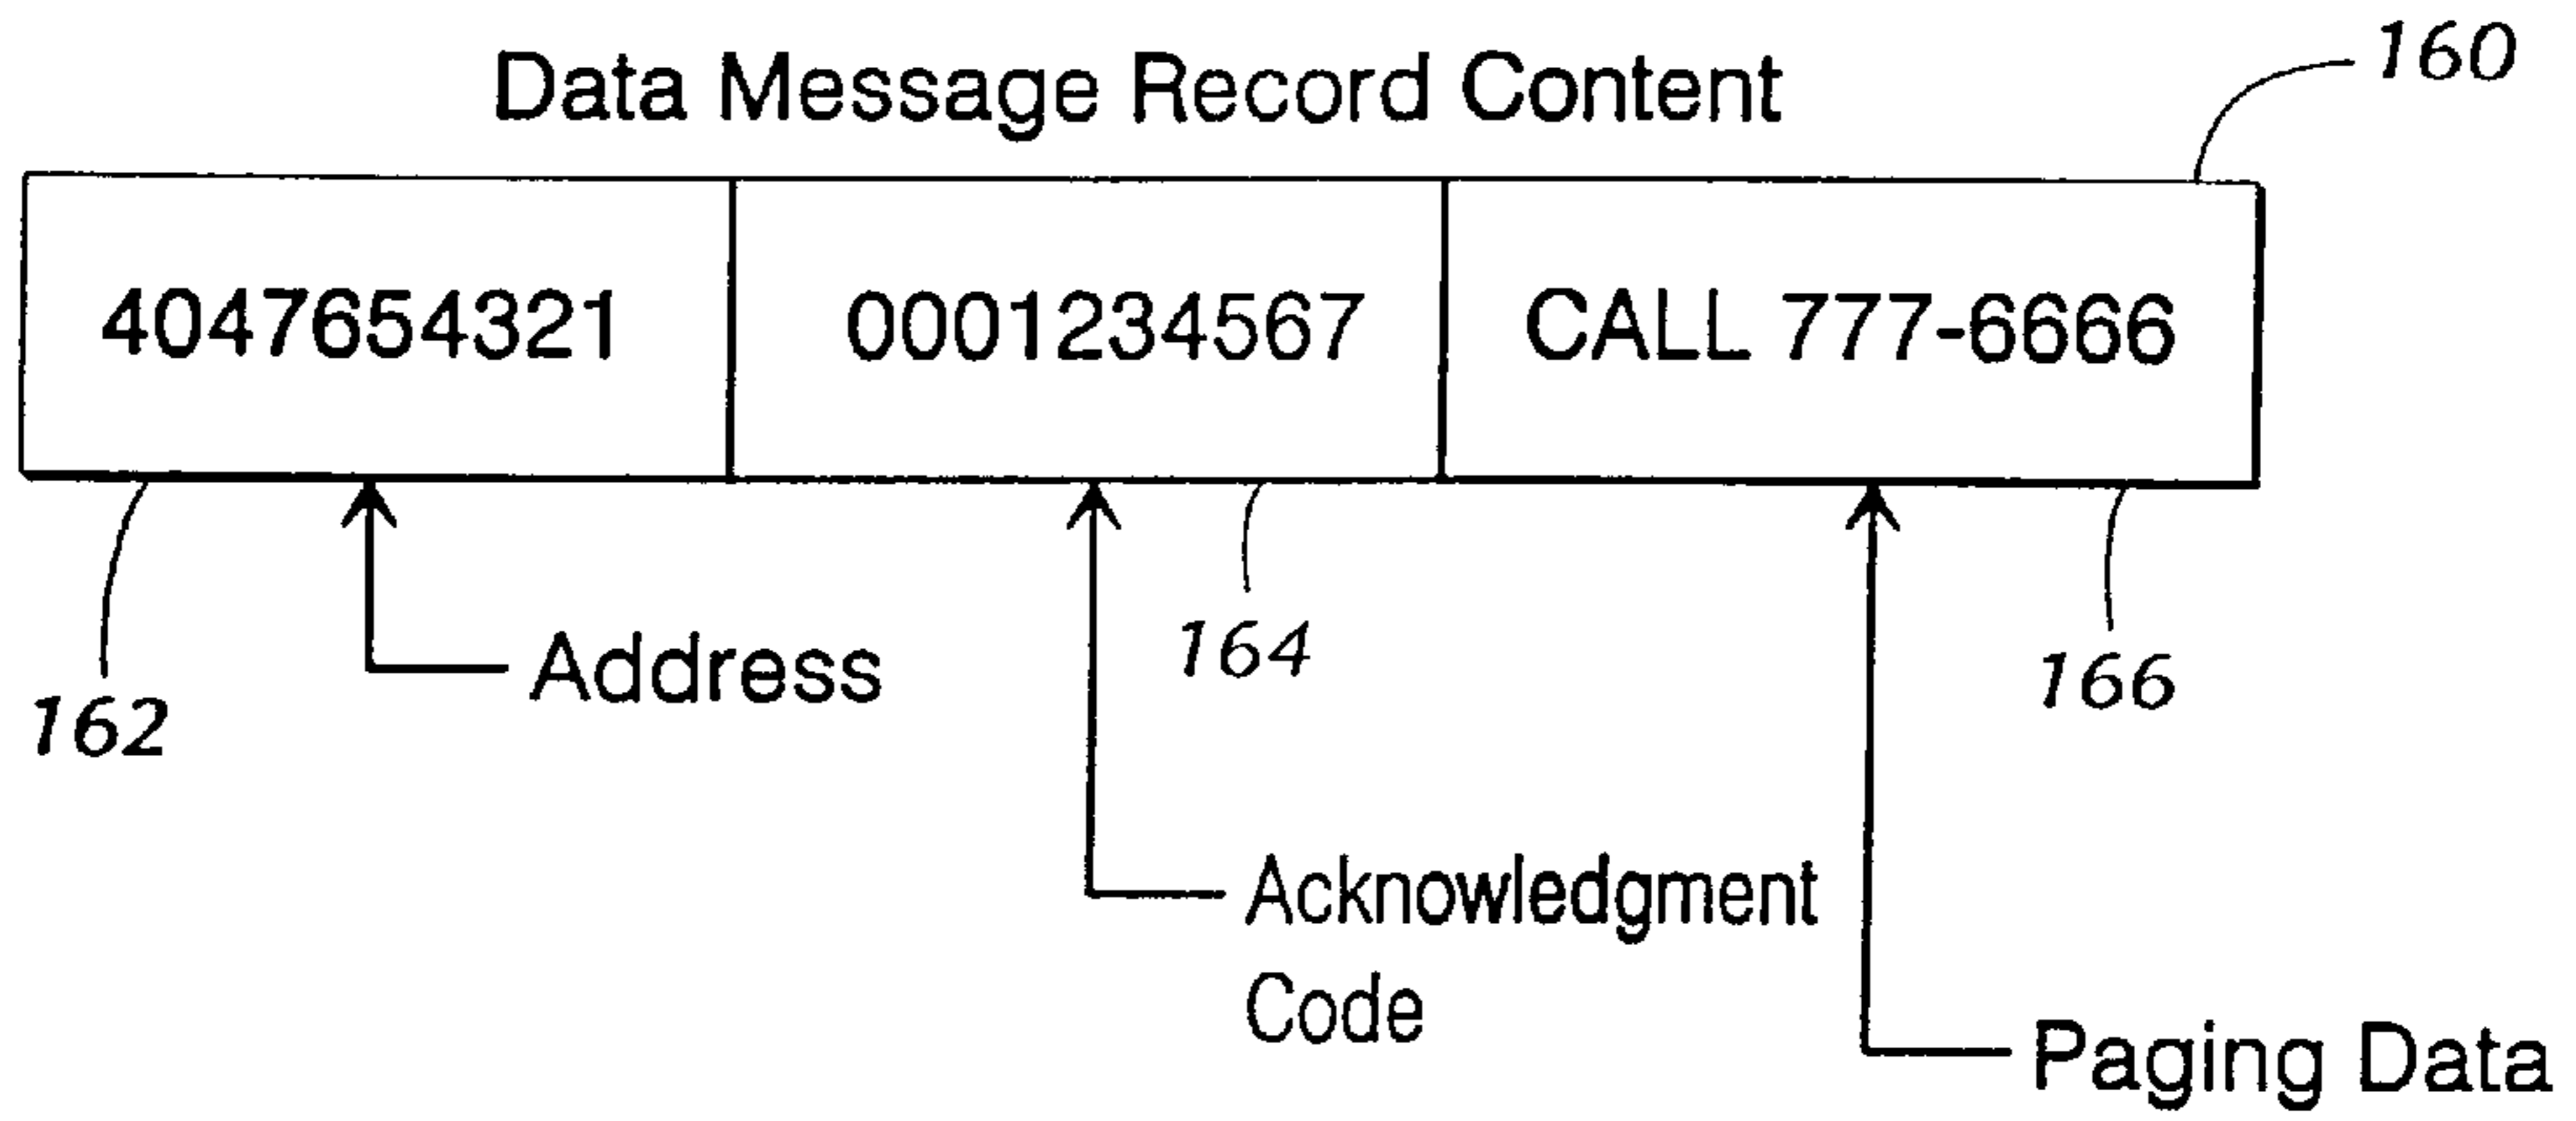 Data Message Record Content
160
4047654321 0001234567 CALL 777-6666
162
Address
164
166
Acknowledgment
Code
Paging Data